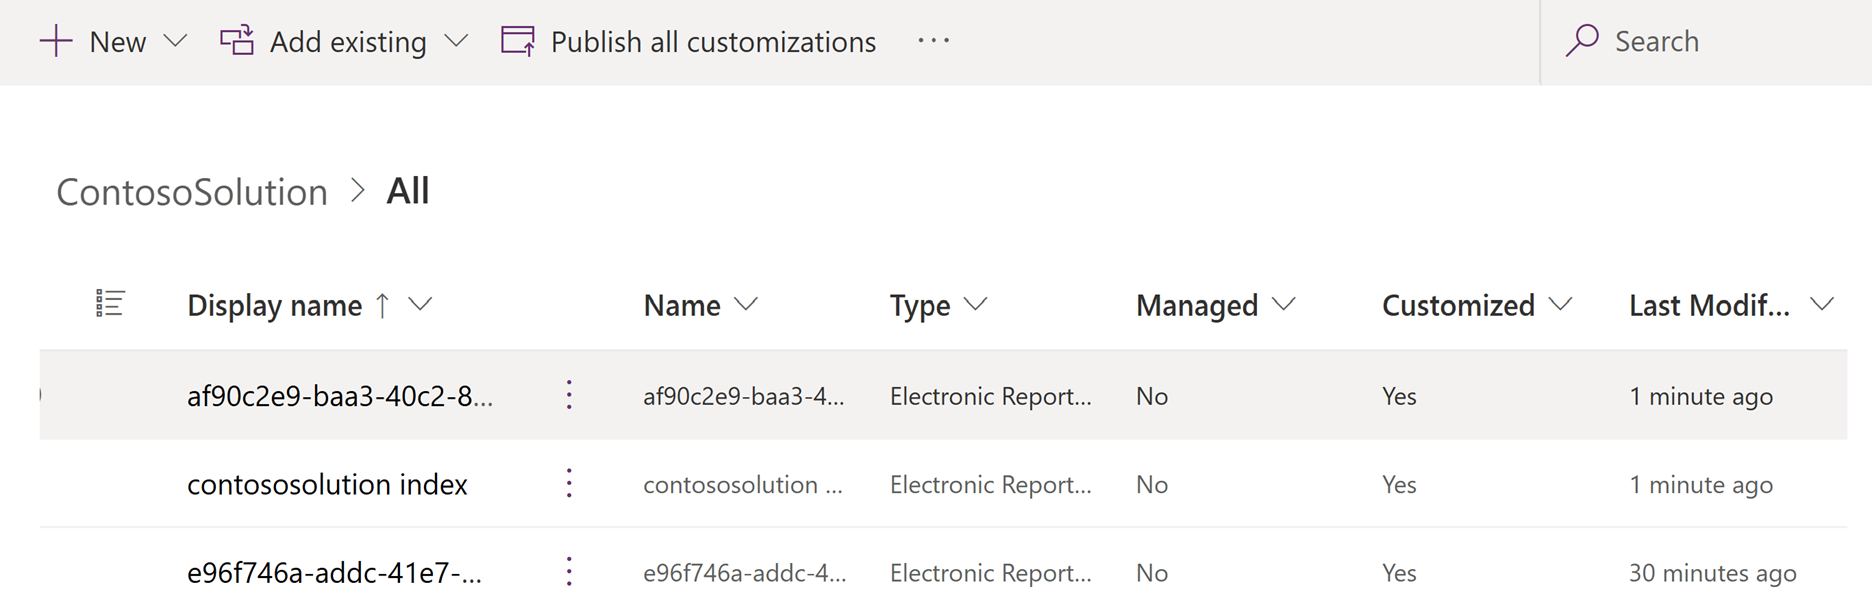 New Add existing Publish all customizations ... Search
ContosoSolution > All
Display name ↑ Name Type Managed Customized Last Modif...
af90c2e9-baa3-40c2-8... af90c2e9-baa3-4... Electronic Report... No Yes 1 minute ago
contososolution index contososolution ... Electronic Report... No Yes 1 minute ago
e96f746a-addc-41e7-... e96f746a-addc-4... Electronic Report... No Yes 30 minutes ago